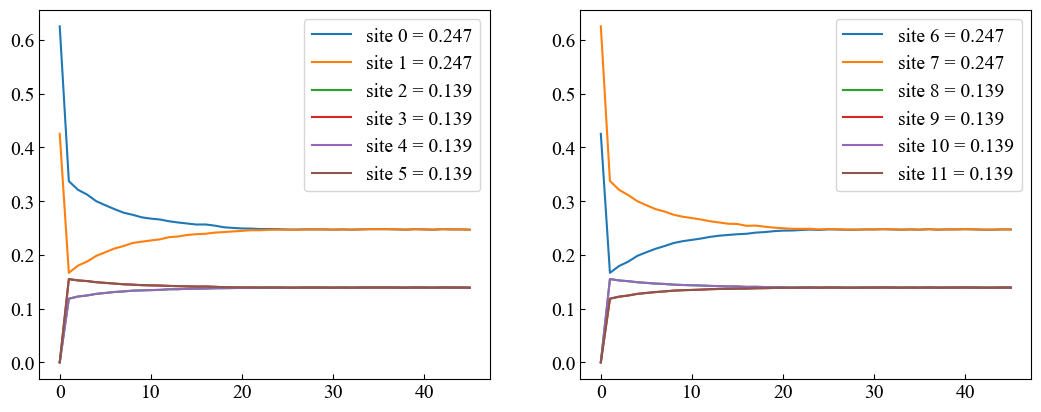 0.6
0.5
0.4
0.3
0.2
0.1
0.0
0 10 20 30 40
site 0 = 0.247
site 1 = 0.247
site 2 = 0.139
site 3 = 0.139
site 4 = 0.139
site 5 = 0.139
0.6
0.5
0.4
0.3
0.2
0.1
0.0
0 10 20 30 40
site 6 = 0.247
site 7 = 0.247
site 8 = 0.139
site 9 = 0.139
site 10 = 0.139
site 11 = 0.139